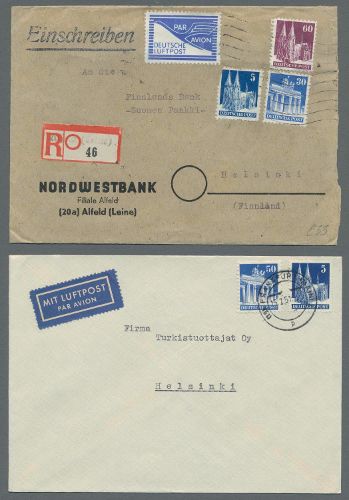 Einschreiben
PAR AVION
DEUTSCHE LUFTPOST
60
DEUTSCHE POST
5
DEUTSCHE POST
30
DEUTSCHE POST
An die
Finnlands Bank
-Suomen Pankki-
R
46
Helsinki
(Finnland)
NORDWESTBANK
Filiale Alfeld
(20a) Alfeld (Leine)
MIT LUFTPOST
PAR AVION
50
DEUTSCHE POST
5
DEUTSCHE POST
Firma
Turkistuottajat Oy
Helsinki